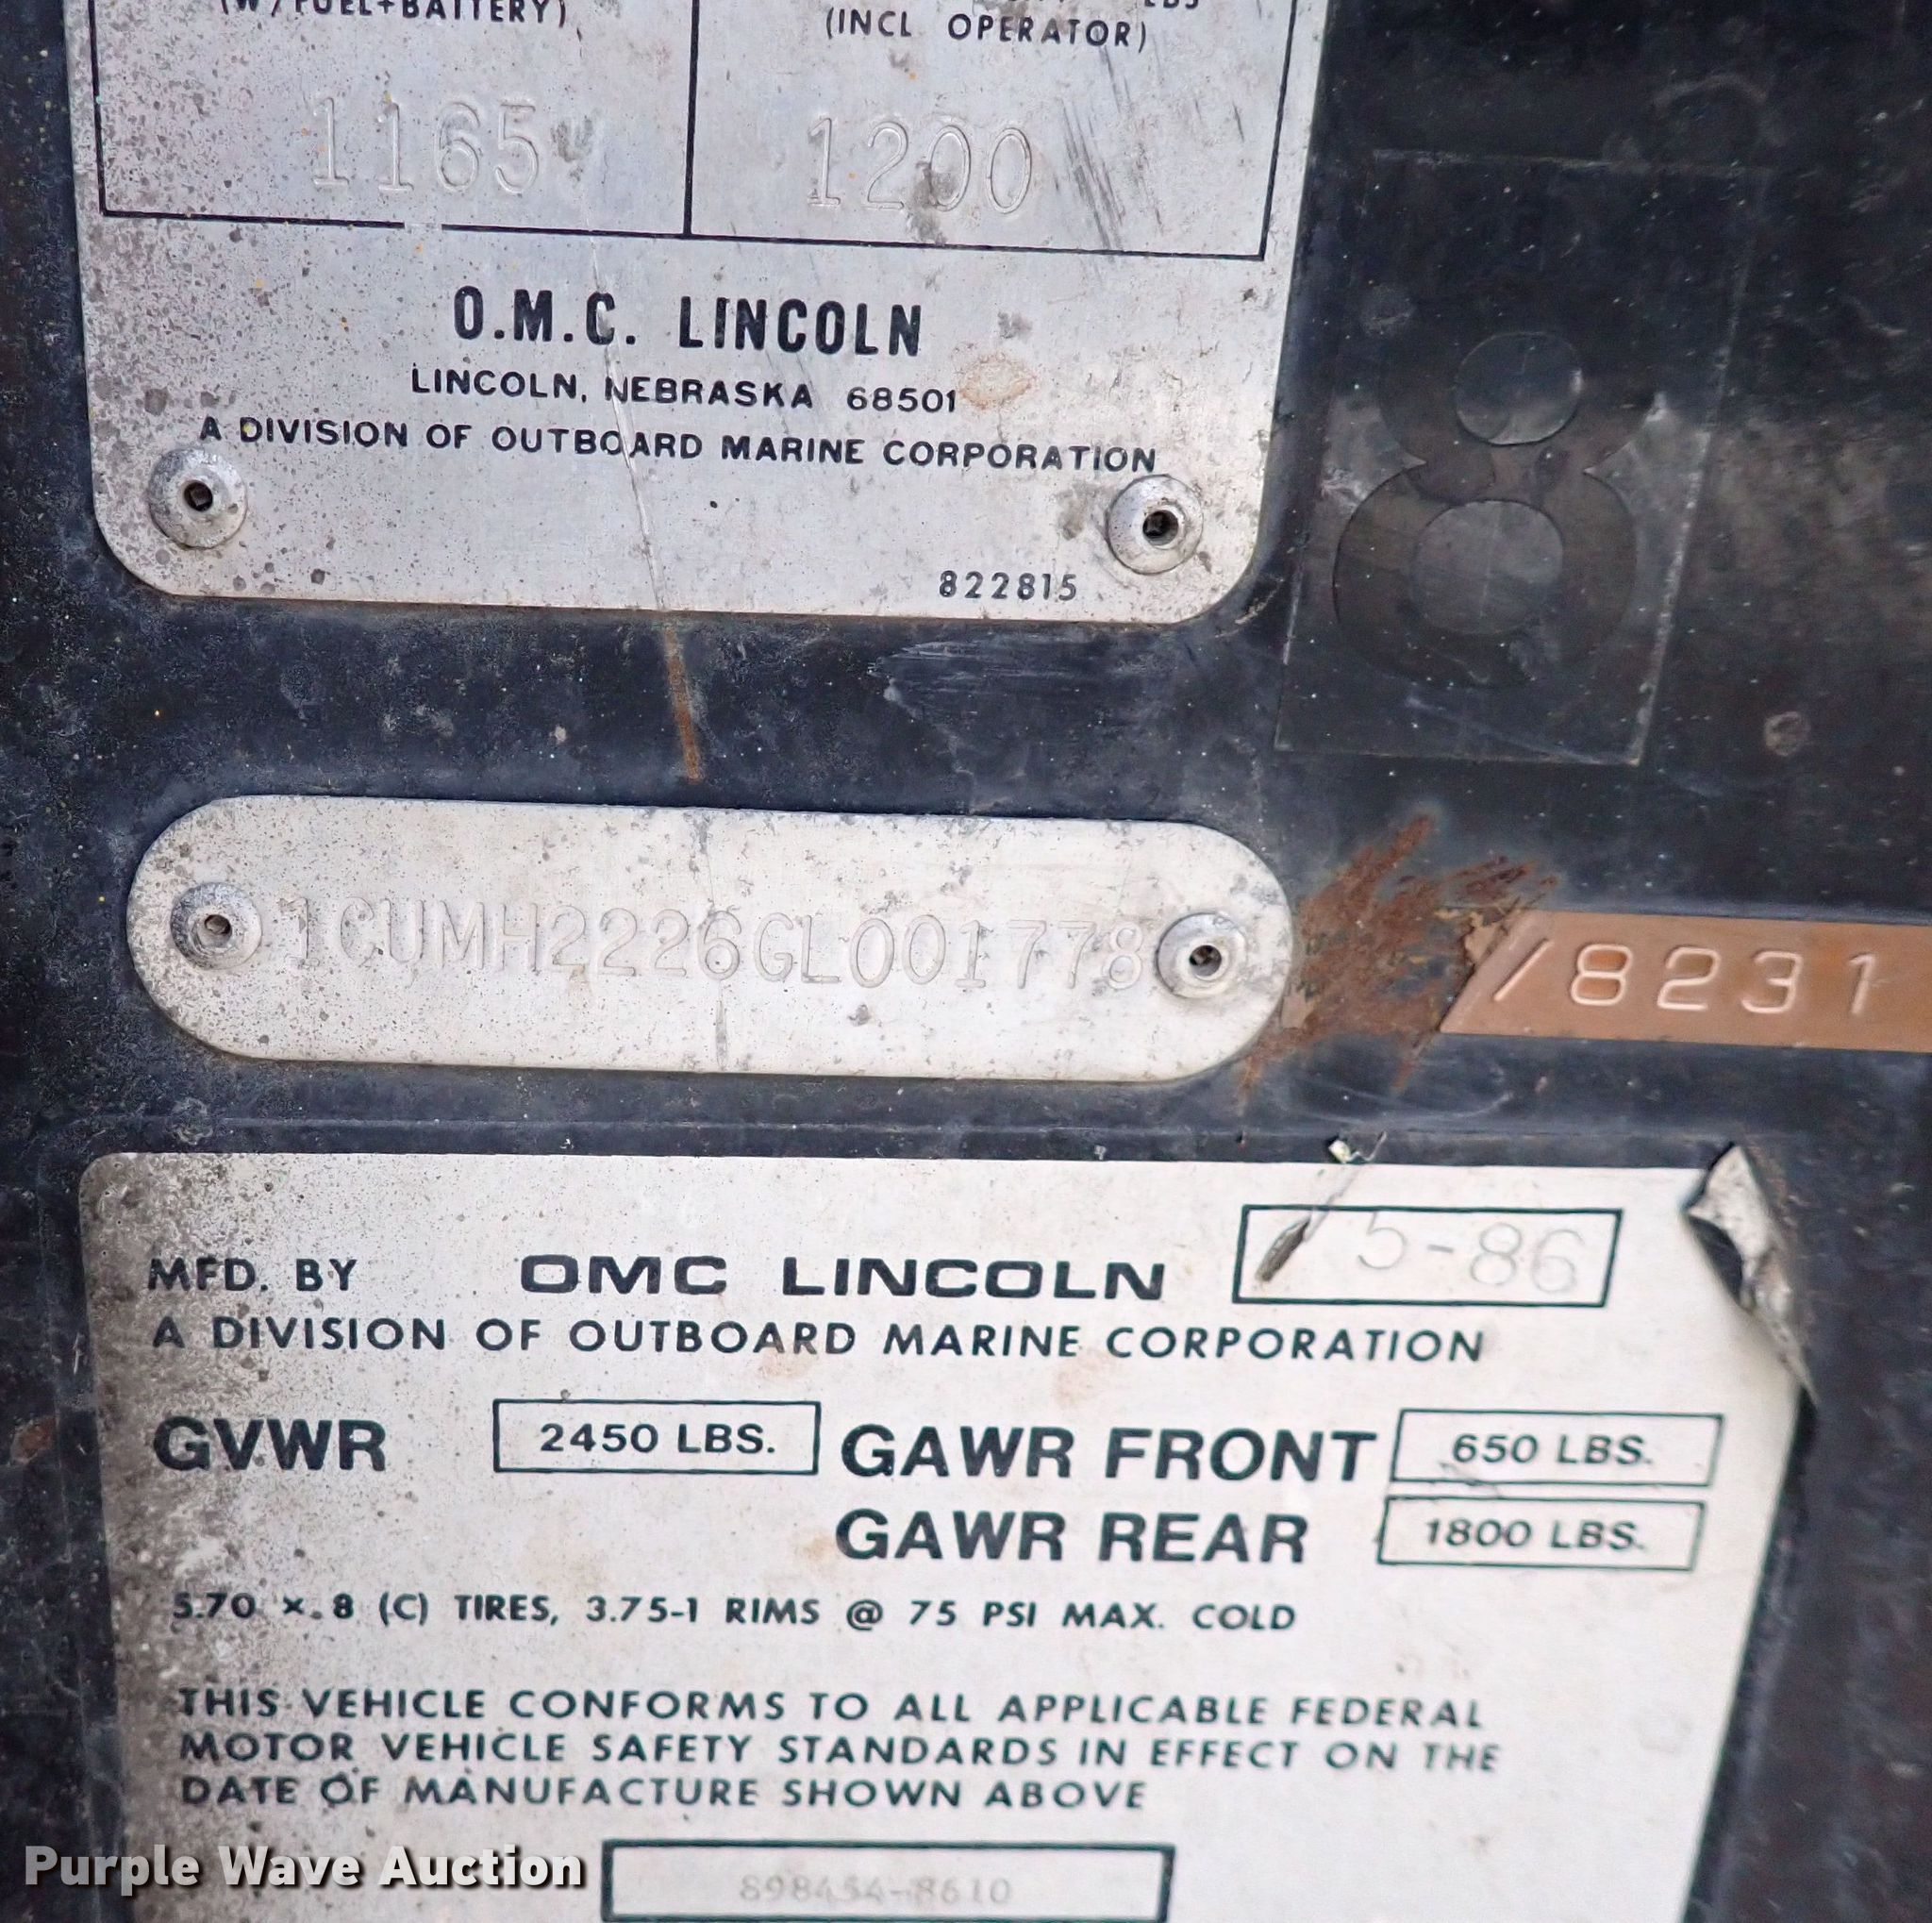 (W/FUEL+BATTERY)
LBS
(INCL OPERATOR)
1165
1200
O.M.C. LINCOLN
LINCOLN, NEBRASKA 68501
A DIVISION OF OUTBOARD MARINE CORPORATION
822815
8
1CUMH2226GL001778
/8231
MFD. BY OMC LINCOLN 5-86
A DIVISION OF OUTBOARD MARINE CORPORATION
GVWR 2450 LBS. GAWR FRONT 650 LBS.
GAWR REAR 1800 LBS.
5.70 x 8 (C) TIRES, 3.75-1 RIMS @ 75 PSI MAX. COLD
THIS VEHICLE CONFORMS TO ALL APPLICABLE FEDERAL
MOTOR VEHICLE SAFETY STANDARDS IN EFFECT ON THE
DATE OF MANUFACTURE SHOWN ABOVE
Purple Wave Auction